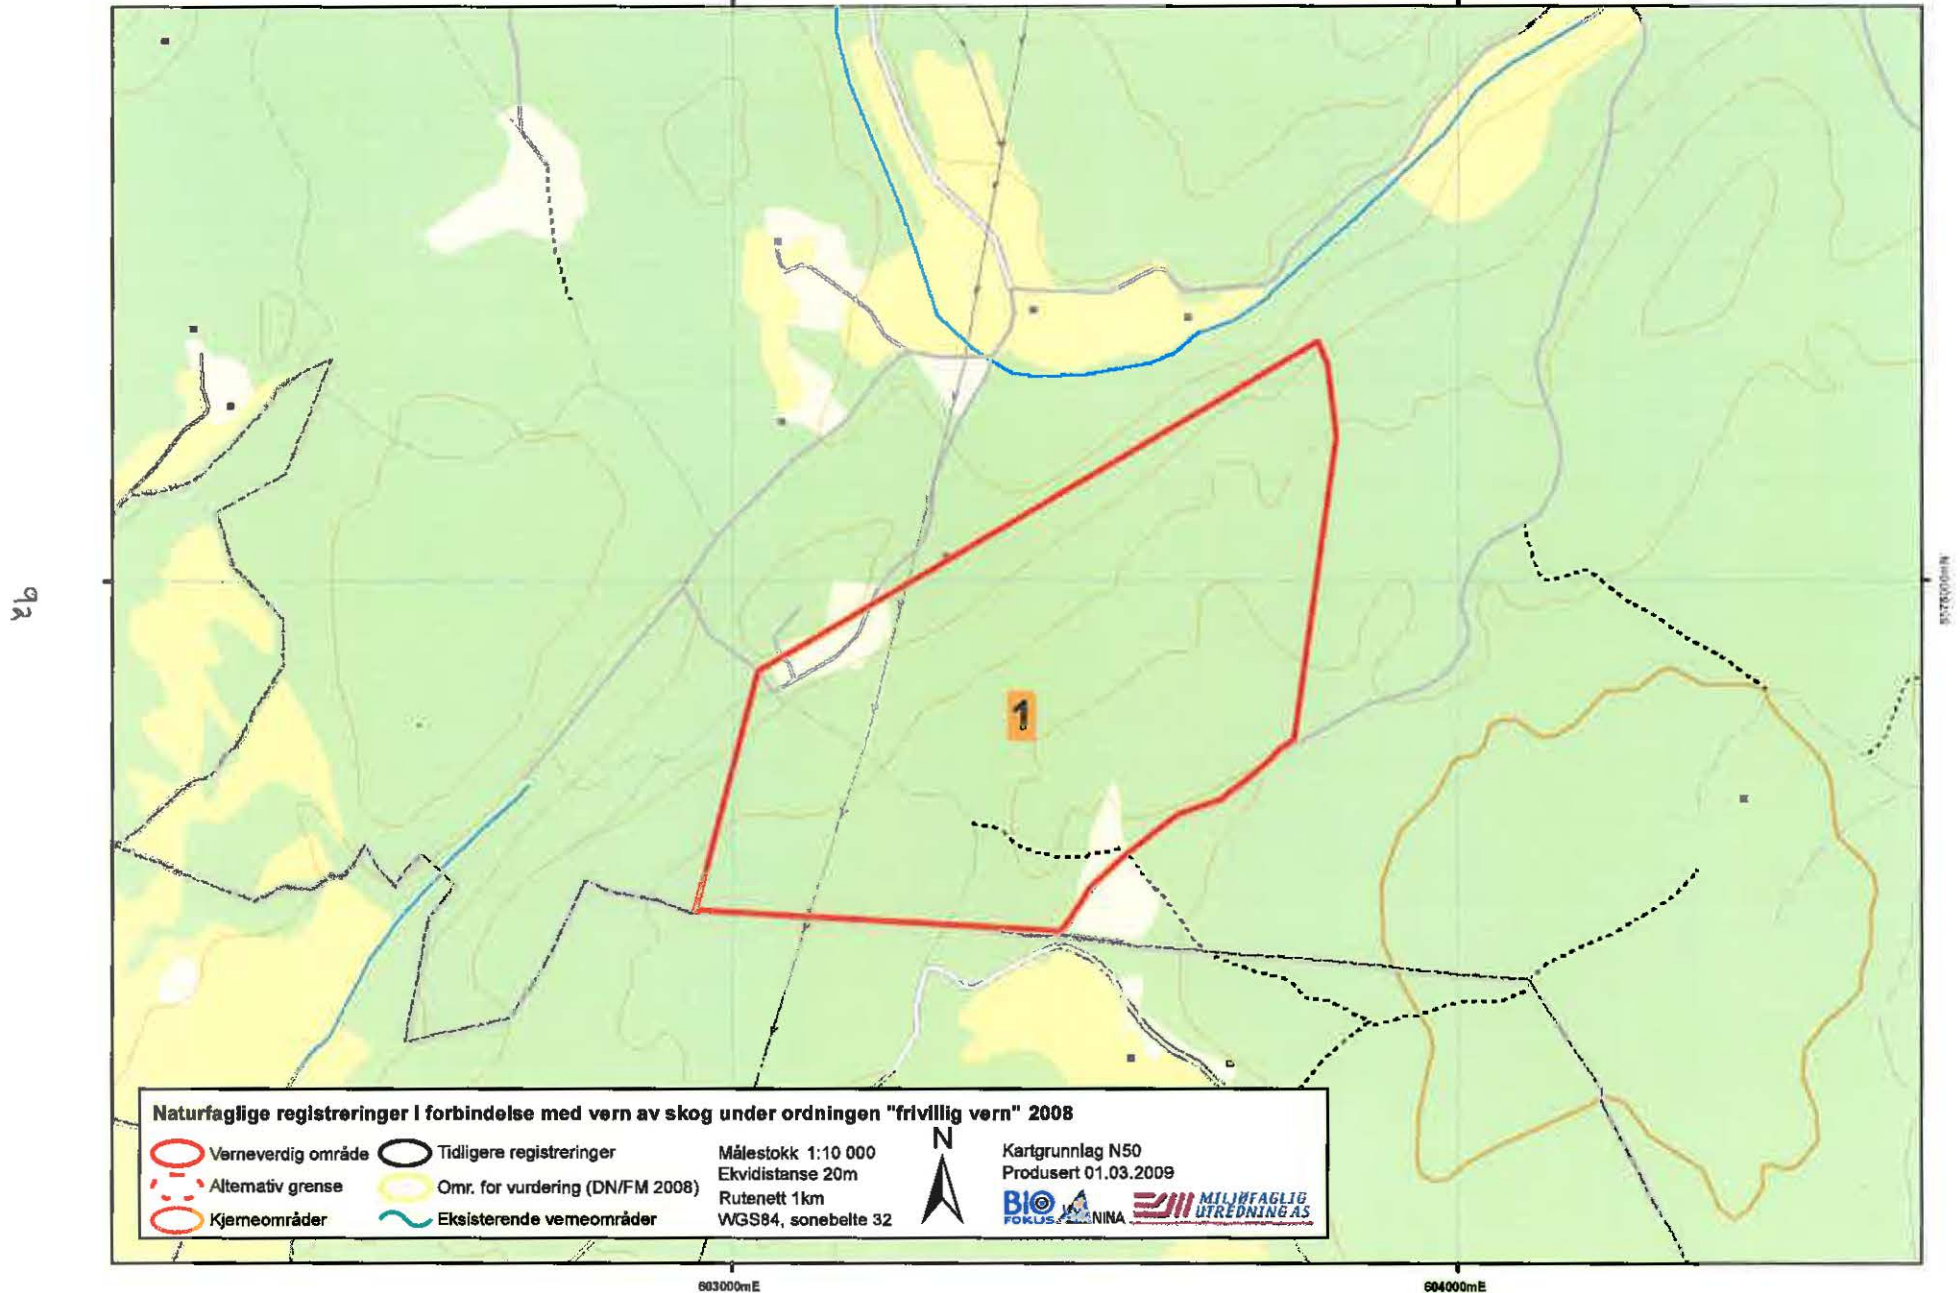 92
1
Naturfaglige registreringer i forbindelse med vern av skog under ordningen "frivillig vern" 2008
Verneverdig område
Alternativ grense
Kjerneområder
Tidligere registreringer
Omr. for vurdering (DN/FM 2008)
Eksisterende verneområder
Målestokk 1:10 000
Ekvidistanse 20m
Rutenett 1km
WGS84, sonebelte 32
N
Kartgrunnlag N50
Produsert 01.03.2009
BIO
FOKUS
NINA
MILJØFAGLIG
UTREDNING AS
603000mE
604000mE